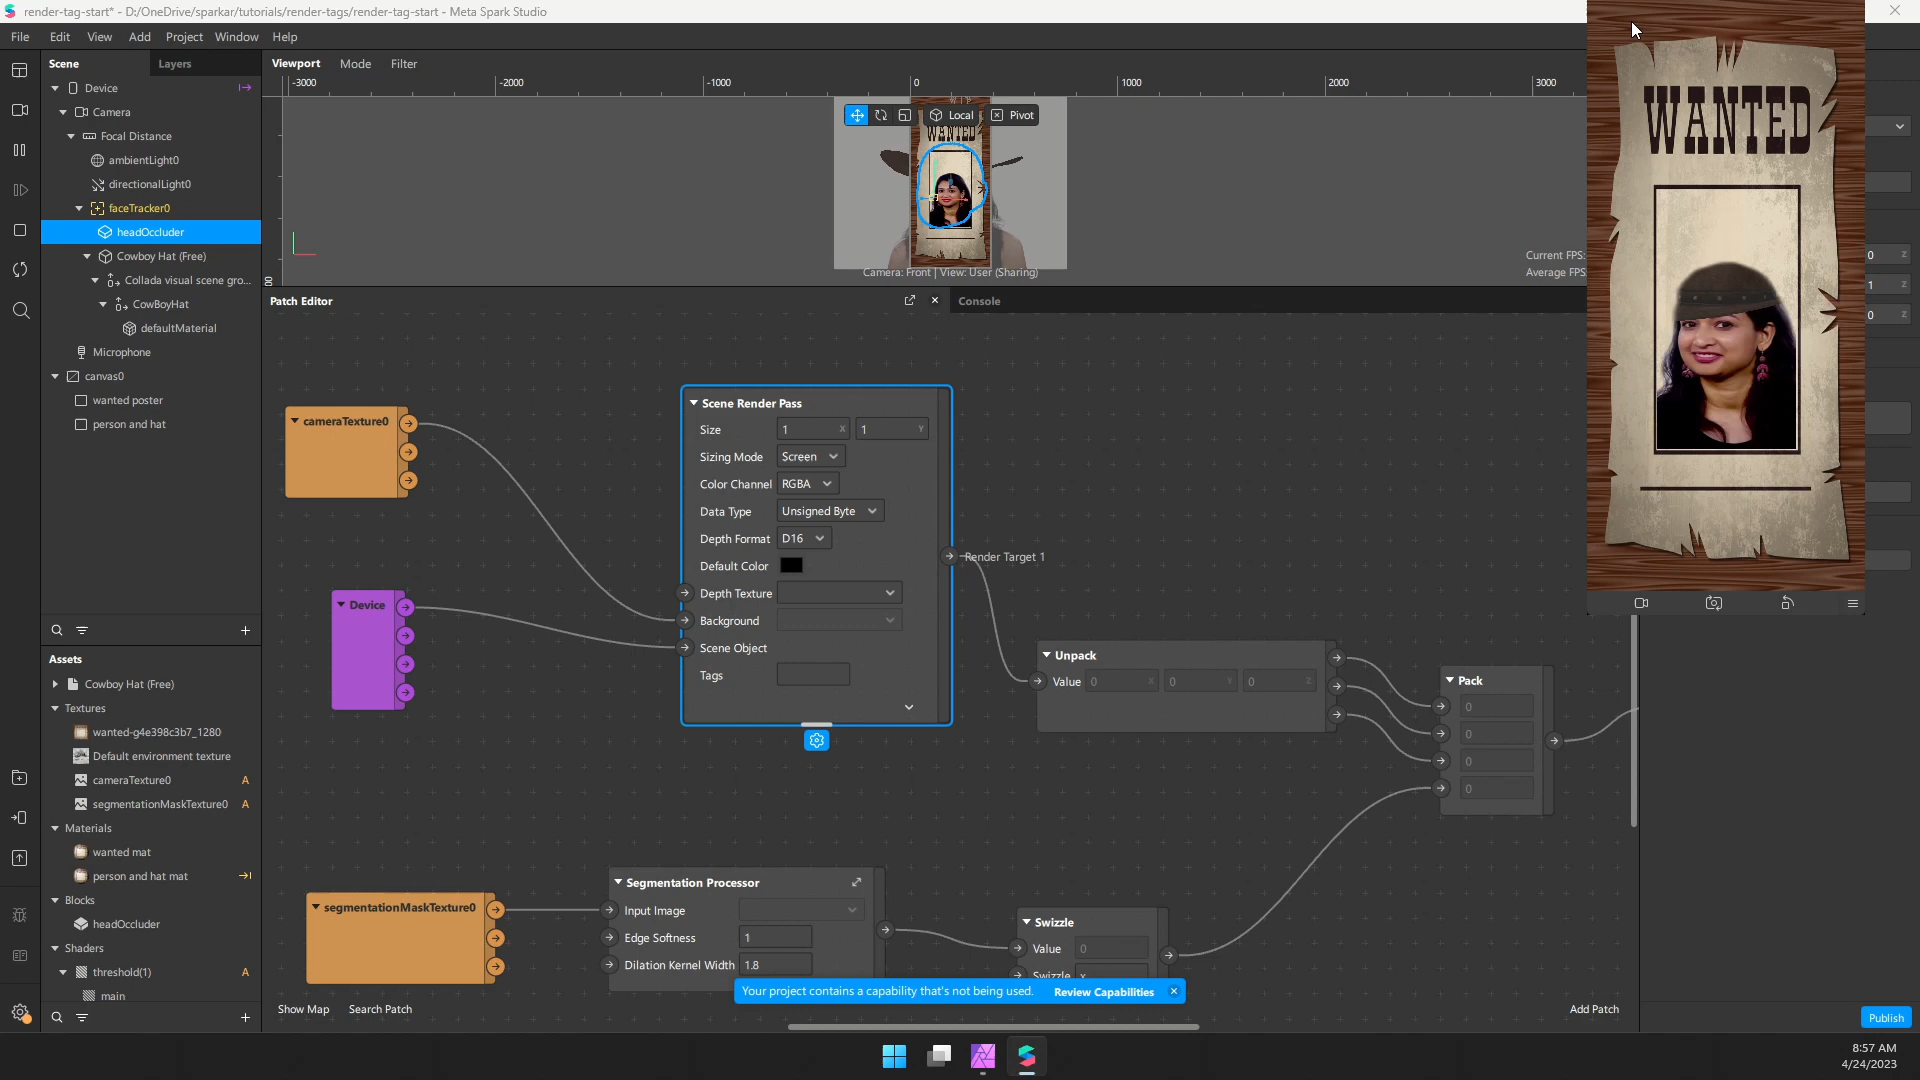 render-tag-start* - D:/OneDrive/sparkar/tutorials/render-tags/render-tag-start - Meta Spark Studio
File Edit View Add Project Window Help
Scene Layers
Device
Camera
Focal Distance
ambientLight0
directionalLight0
faceTracker0
headOccluder
Cowboy Hat (Free)
Collada visual scene gro...
CowBoyHat
defaultMaterial
Microphone
canvas0
wanted poster
person and hat
Assets
Cowboy Hat (Free)
Textures
wanted-g4e398c3b7_1280
Default environment texture
cameraTexture0 A
segmentationMaskTexture0 A
Materials
wanted mat
person and hat mat
Blocks
headOccluder
Shaders
threshold(1) A
main
Viewport Mode Filter
-3000 -2000 -1000 0 1000 2000 3000
Local Pivot
WANTED
Camera: Front | View: User (Sharing)
Current FPS:
Average FPS
Patch Editor
Console
cameraTexture0
Device
Scene Render Pass
Size 1 X 1 Y
Sizing Mode Screen
Color Channel RGBA
Data Type Unsigned Byte
Depth Format D16
Default Color
Depth Texture
Background
Scene Object
Tags
Render Target 1
Unpack
Value 0 X 0 Y 0 Z
Pack
0
0
0
0
segmentationMaskTexture0
Segmentation Processor
Input Image
Edge Softness 1
Dilation Kernel Width 1.8
Swizzle
Value 0
Swizzle x
Your project contains a capability that's not being used. Review Capabilities
Show Map Search Patch
Add Patch
WANTED
0 Z
1 Z
0 Z
Publish
8:57 AM
4/24/2023